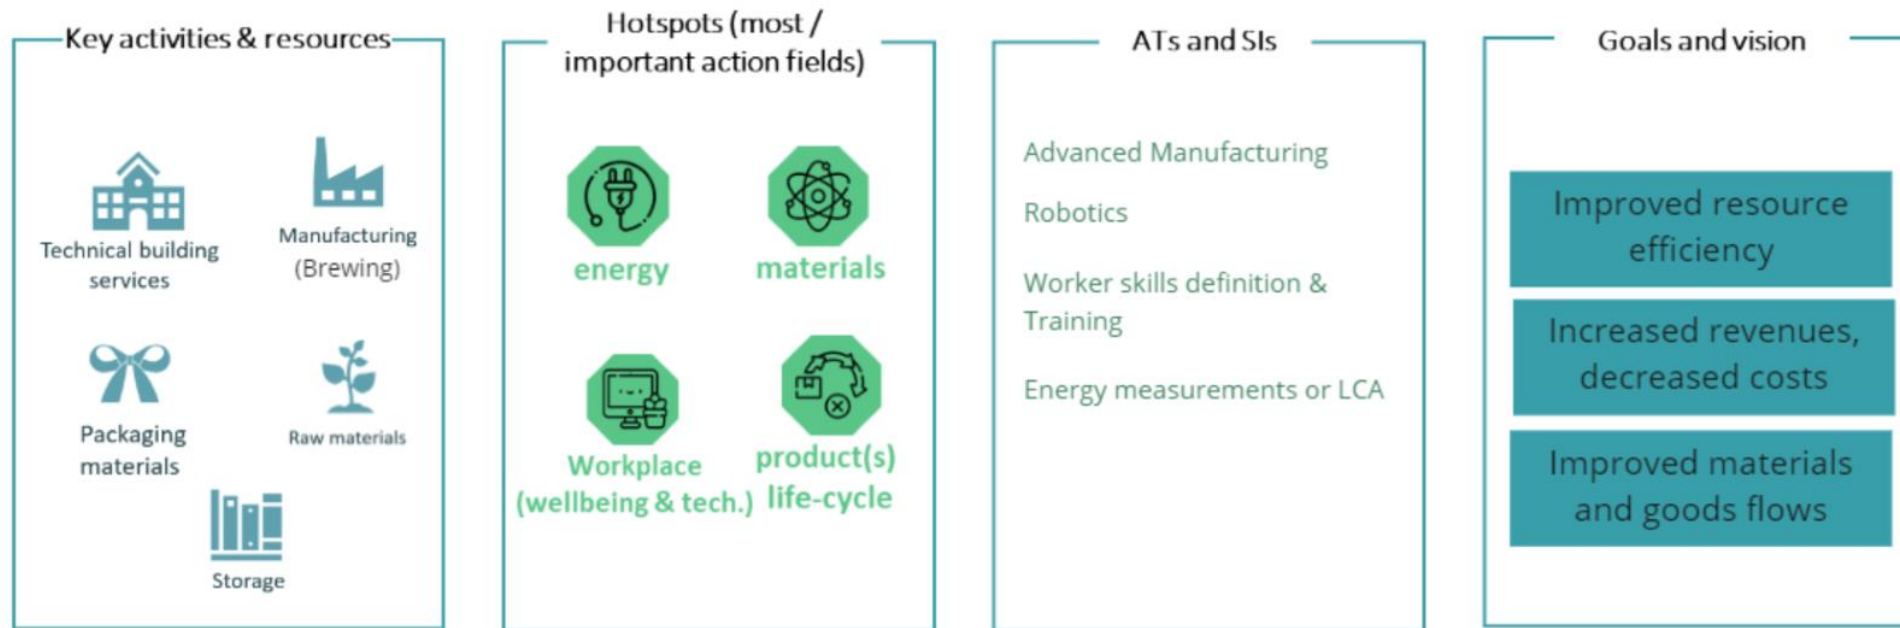 Key activities & resources
Technical building
services
Manufacturing
(Brewing)
Packaging
materials
Raw materials
Storage
Hotspots (most /
important action fields)
energy
materials
Workplace
(wellbeing & tech.)
product(s)
life-cycle
ATs and SIs
Advanced Manufacturing
Robotics
Worker skills definition &
Training
Energy measurements or LCA
Goals and vision
Improved resource
efficiency
Increased revenues,
decreased costs
Improved materials
and goods flows